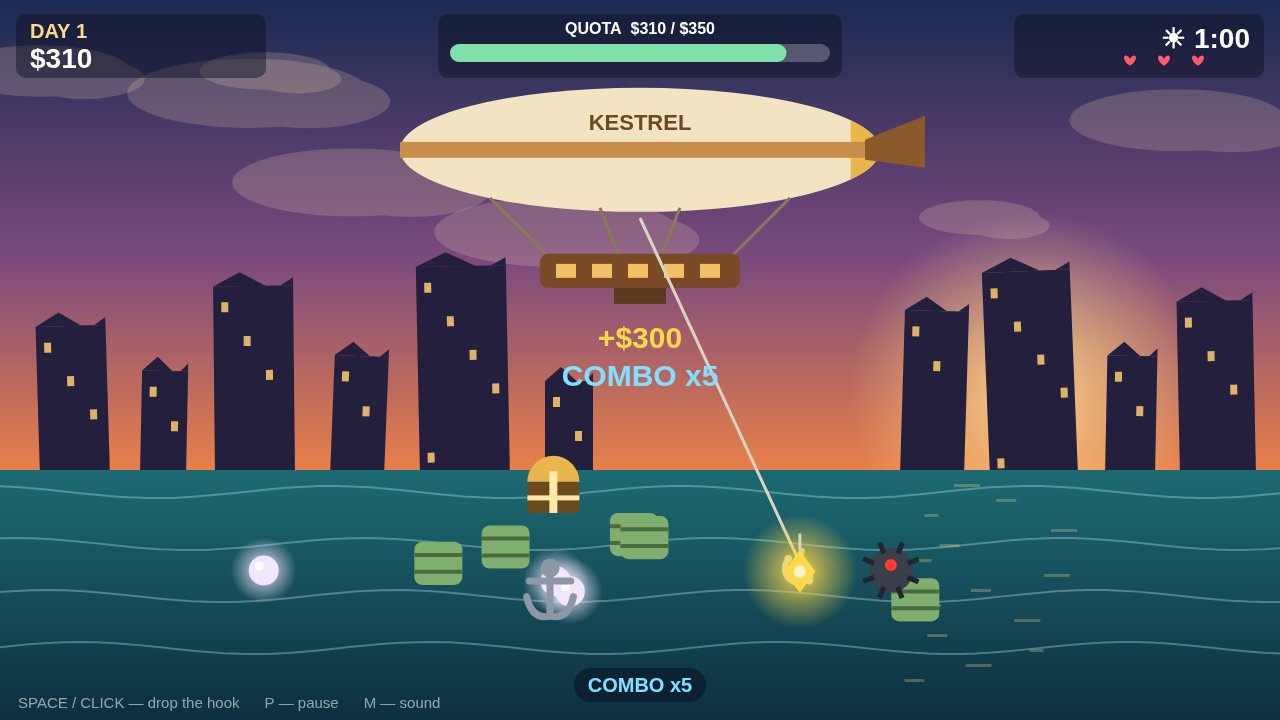 DAY 1
$310
QUOTA $310 / $350
1:00
KESTREL
+$300
COMBO x5
COMBO x5
SPACE / CLICK — drop the hook P — pause M — sound